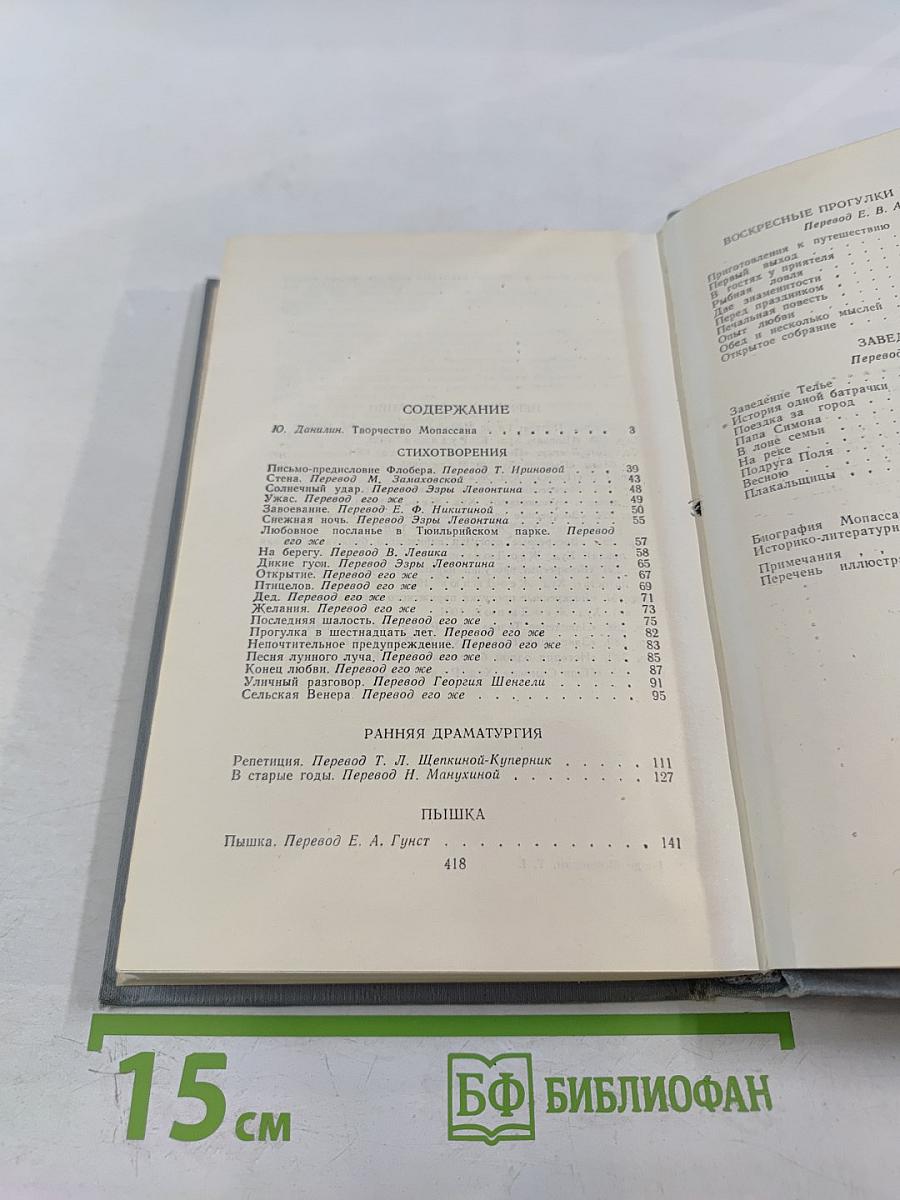 СОДЕРЖАНИЕ
Ю. Данилин. Творчество Мопассана . . . . . . . . . 3
СТИХОТВОРЕНИЯ
Письмо-предисловие Флобера. Перевод Т. Ириновой . . . 39
Стена. Перевод М. Замаховской . . . . . . . . 43
Солнечный удар. Перевод Эзры Левонтина . . . . . . 48
Ужас. Перевод его же . . . . . . . . . . . 49
Завоевание. Перевод Е. Ф. Никитиной . . . . . . . 50
Снежная ночь. Перевод Эзры Левонтина . . . . . . 55
Любовное посланье в Тюильрийском парке. Перевод
его же . . . . . . . . . . . . . . 57
На берегу. Перевод В. Левика . . . . . . . . . 58
Дикие гуси. Перевод Эзры Левонтина . . . . . . . 65
Открытие. Перевод его же . . . . . . . . . . 67
Птицелов. Перевод его же . . . . . . . . . . 69
Дед. Перевод его же . . . . . . . . . . . . 71
Желания. Перевод его же . . . . . . . . . . 73
Последняя шалость. Перевод его же . . . . . . . 75
Прогулка в шестнадцать лет. Перевод его же . . . . . 82
Непочтительное предупреждение. Перевод его же . . . . 83
Песня лунного луча. Перевод его же . . . . . . . 85
Конец любви. Перевод его же . . . . . . . . . 87
Уличный разговор. Перевод Георгия Шенгели . . . . . 91
Сельская Венера. Перевод его же . . . . . . . . 95
РАННЯЯ ДРАМАТУРГИЯ
Репетиция. Перевод Т. Л. Щепкиной-Куперник . . . . . 111
В старые годы. Перевод Н. Манухиной . . . . . . . 127
ПЫШКА
Пышка. Перевод Е. А. Гунст . . . . . . . . . . . . 141
418
ВОСКРЕСНЫЕ ПРОГУЛКИ
Перевод Е. В. А
Приготовления к путешествию
Первый выход . . . .
В гостях у приятеля . . .
Рыбная ловля . . . .
Две знаменитости . . .
Перед праздником . . .
Печальная повесть . . .
Опыт любви . . . . .
Обед и несколько мыслей . .
Открытое собрание . . .
ЗАВЕД
Перевод
Заведение Телье . . . .
История одной батрачки . .
Поездка за город . . .
Папа Симона . . . . .
В лоне семьи . . . .
На реке . . . . . .
Подруга Поля . . . .
Весною . . . . . .
Плакальщицы . . . .
Биография Мопасса
Историко-литературн
Примечания . .
Перечень иллюстра
15 см
БФ БИБЛИОФАН